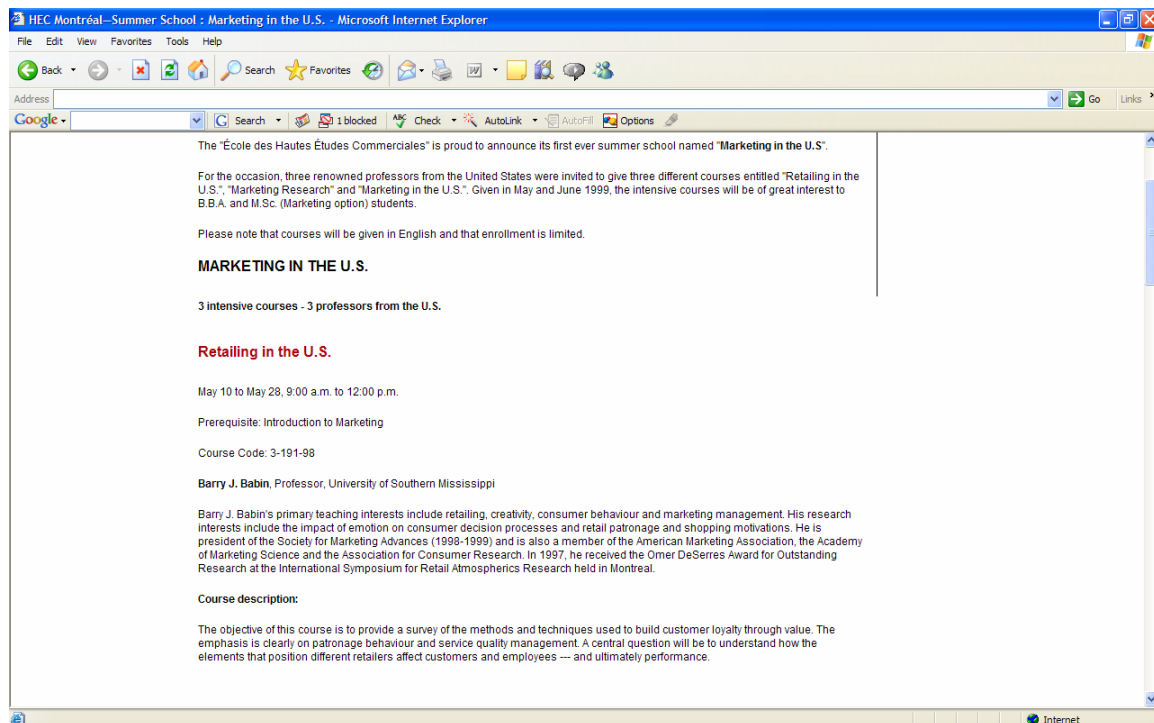 HEC Montréal—Summer School : Marketing in the U.S. - Microsoft Internet Explorer
File Edit View Favorites Tools Help
Back Search Favorites
Address Go Links
Google Search 1 blocked Check AutoLink AutoFill Options
The "École des Hautes Études Commerciales" is proud to announce its first ever summer school named "Marketing in the U.S".
For the occasion, three renowned professors from the United States were invited to give three different courses entitled "Retailing in the
U.S.", "Marketing Research" and "Marketing in the U.S.". Given in May and June 1999, the intensive courses will be of great interest to
B.B.A. and M.Sc. (Marketing option) students.
Please note that courses will be given in English and that enrollment is limited.
MARKETING IN THE U.S.
3 intensive courses - 3 professors from the U.S.
Retailing in the U.S.
May 10 to May 28, 9:00 a.m. to 12:00 p.m.
Prerequisite: Introduction to Marketing
Course Code: 3-191-98
Barry J. Babin, Professor, University of Southern Mississippi
Barry J. Babin's primary teaching interests include retailing, creativity, consumer behaviour and marketing management. His research
interests include the impact of emotion on consumer decision processes and retail patronage and shopping motivations. He is
president of the Society for Marketing Advances (1998-1999) and is also a member of the American Marketing Association, the Academy
of Marketing Science and the Association for Consumer Research. In 1997, he received the Omer DeSerres Award for Outstanding
Research at the International Symposium for Retail Atmospherics Research held in Montreal.
Course description:
The objective of this course is to provide a survey of the methods and techniques used to build customer loyalty through value. The
emphasis is clearly on patronage behaviour and service quality management. A central question will be to understand how the
elements that position different retailers affect customers and employees --- and ultimately performance.
Internet